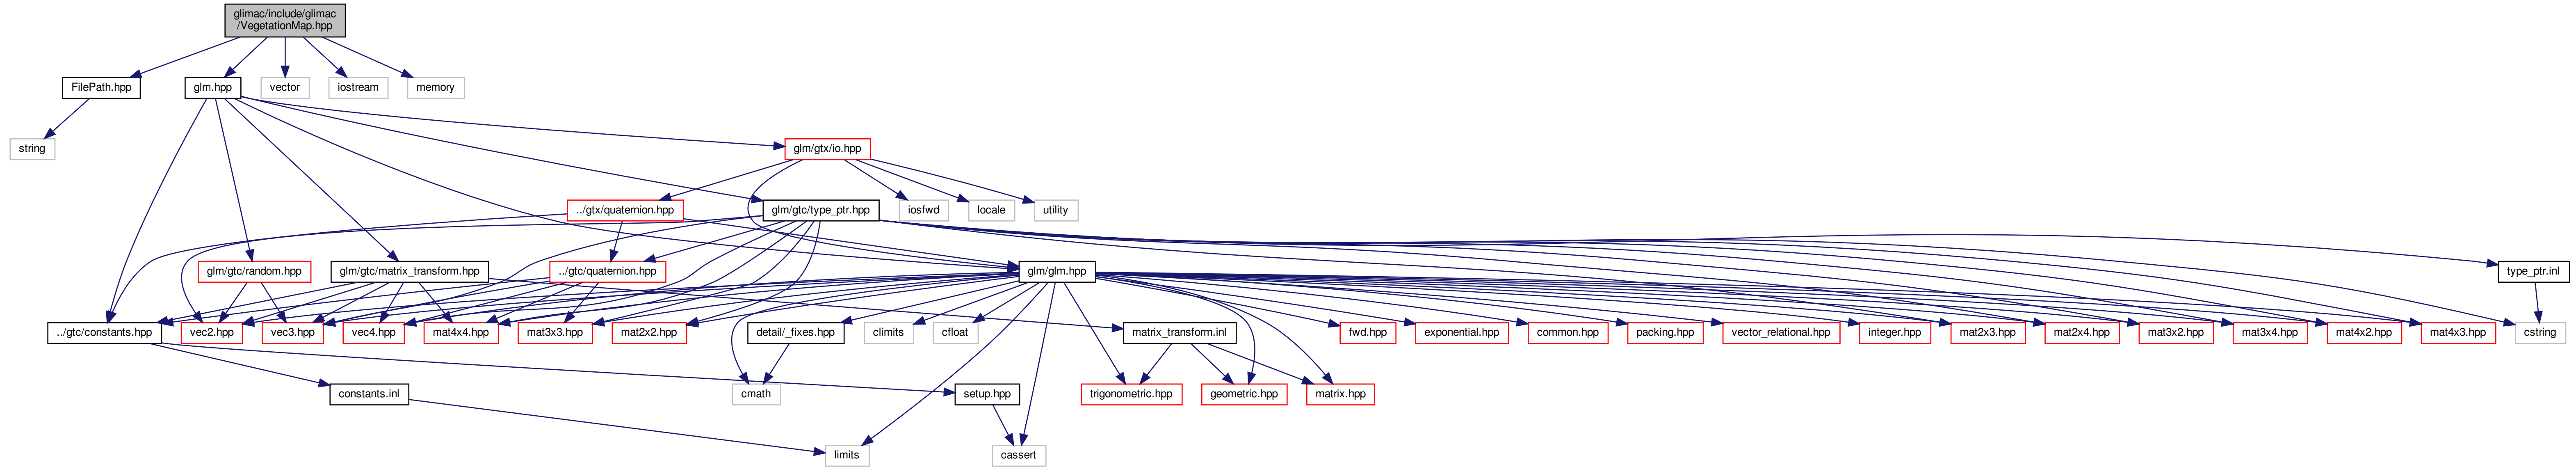 glimac/include/glimac
/VegetationMap.hpp
FilePath.hpp
glm.hpp
vector
iostream
memory
string
glm/gtx/io.hpp
../gtx/quaternion.hpp
glm/gtc/type_ptr.hpp
iosfwd
locale
utility
glm/gtc/random.hpp
glm/gtc/matrix_transform.hpp
../gtc/quaternion.hpp
glm/glm.hpp
type_ptr.inl
../gtc/constants.hpp
vec2.hpp
vec3.hpp
vec4.hpp
mat4x4.hpp
mat3x3.hpp
mat2x2.hpp
detail/_fixes.hpp
climits
cfloat
matrix_transform.inl
fwd.hpp
exponential.hpp
common.hpp
packing.hpp
vector_relational.hpp
integer.hpp
mat2x3.hpp
mat2x4.hpp
mat3x2.hpp
mat3x4.hpp
mat4x2.hpp
mat4x3.hpp
cstring
constants.inl
cmath
setup.hpp
trigonometric.hpp
geometric.hpp
matrix.hpp
limits
cassert